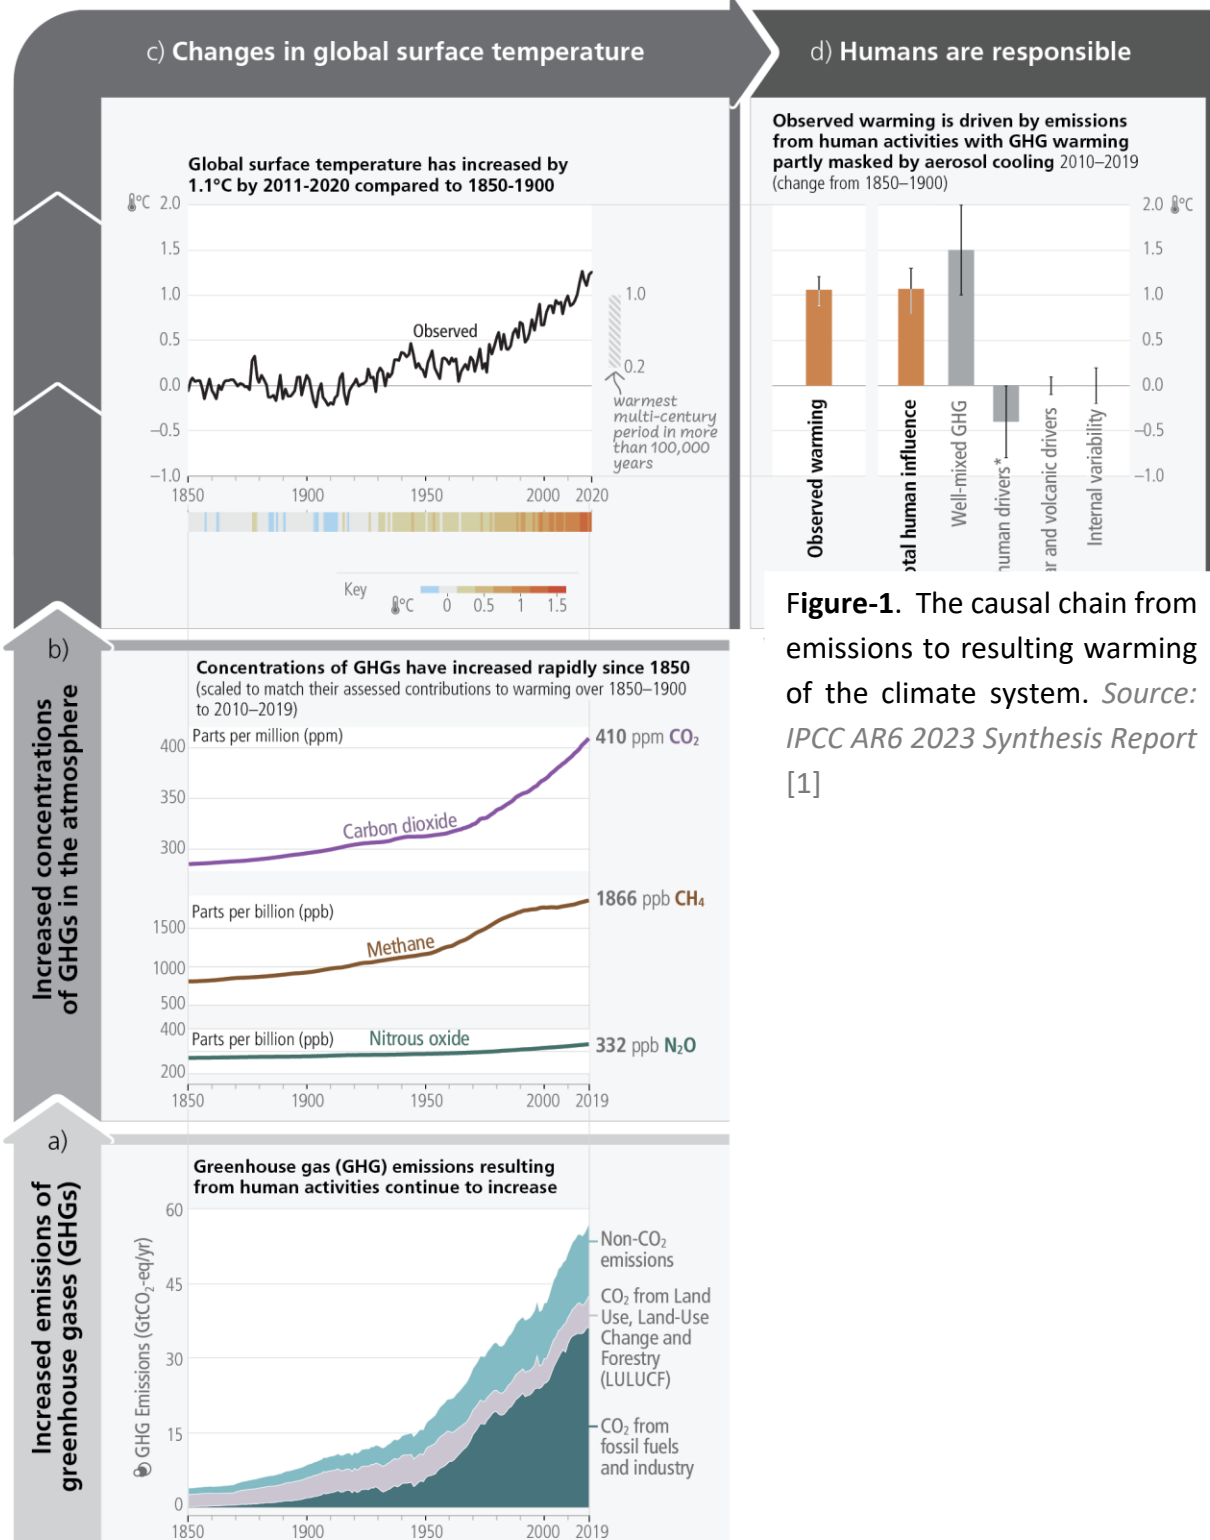 c) Changes in global surface temperature
d) Humans are responsible
Global surface temperature has increased by
1.1°C by 2011-2020 compared to 1850-1900
°C 2.0
1.5
1.0
0.5
0.0
−0.5
−1.0
Observed
1.0
0.2
warmest
multi-century
period in more
than 100,000
years
1850 1900 1950 2000 2020
Key
°C 0 0.5 1 1.5
Observed warming is driven by emissions
from human activities with GHG warming
partly masked by aerosol cooling 2010–2019
(change from 1850–1900)
2.0 °C
1.5
1.0
0.5
0.0
−0.5
−1.0
Observed warming
otal human influence
Well-mixed GHG
human drivers*
ar and volcanic drivers
Internal variability
Figure-1. The causal chain from
emissions to resulting warming
of the climate system. Source:
IPCC AR6 2023 Synthesis Report
[1]
b)
Increased concentrations
of GHGs in the atmosphere
Concentrations of GHGs have increased rapidly since 1850
(scaled to match their assessed contributions to warming over 1850–1900
to 2010–2019)
Parts per million (ppm)
400
350
300
Carbon dioxide
410 ppm CO₂
Parts per billion (ppb)
1500
1000
500
Methane
1866 ppb CH₄
400
Parts per billion (ppb)
200
Nitrous oxide
332 ppb N₂O
1850 1900 1950 2000 2019
a)
Increased emissions of
greenhouse gases (GHGs)
Greenhouse gas (GHG) emissions resulting
from human activities continue to increase
GHG Emissions (GtCO₂-eq/yr)
60
45
30
15
0
Non-CO₂
emissions
CO₂ from Land
Use, Land-Use
Change and
Forestry
(LULUCF)
CO₂ from
fossil fuels
and industry
1850 1900 1950 2000 2019